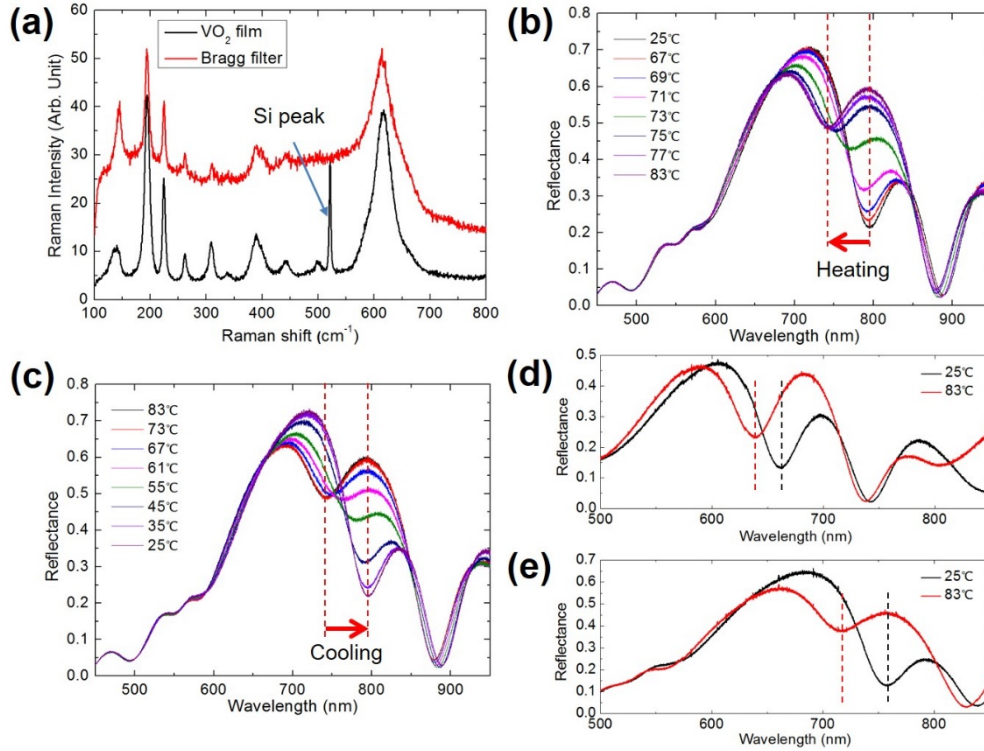 (a)
60
50
40
30
20
10
0
Raman Intensity (Arb. Unit)
VO2 film
Bragg filter
Si peak
100 200 300 400 500 600 700 800
Raman shift (cm-1)
(b)
0.8
0.7
0.6
0.5
0.4
0.3
0.2
0.1
0.0
Reflectance
25℃
67℃
69℃
71℃
73℃
75℃
77℃
83℃
Heating
500 600 700 800 900
Wavelength (nm)
(c)
0.8
0.7
0.6
0.5
0.4
0.3
0.2
0.1
0.0
Reflectance
83℃
73℃
67℃
61℃
55℃
45℃
35℃
25℃
Cooling
500 600 700 800 900
Wavelength (nm)
(d)
0.5
0.4
0.3
0.2
0.1
0.0
Reflectance
25℃
83℃
500 600 700 800
Wavelength (nm)
(e)
0.7
0.6
0.5
0.4
0.3
0.2
0.1
0.0
Reflectance
25℃
83℃
500 600 700 800
Wavelength (nm)